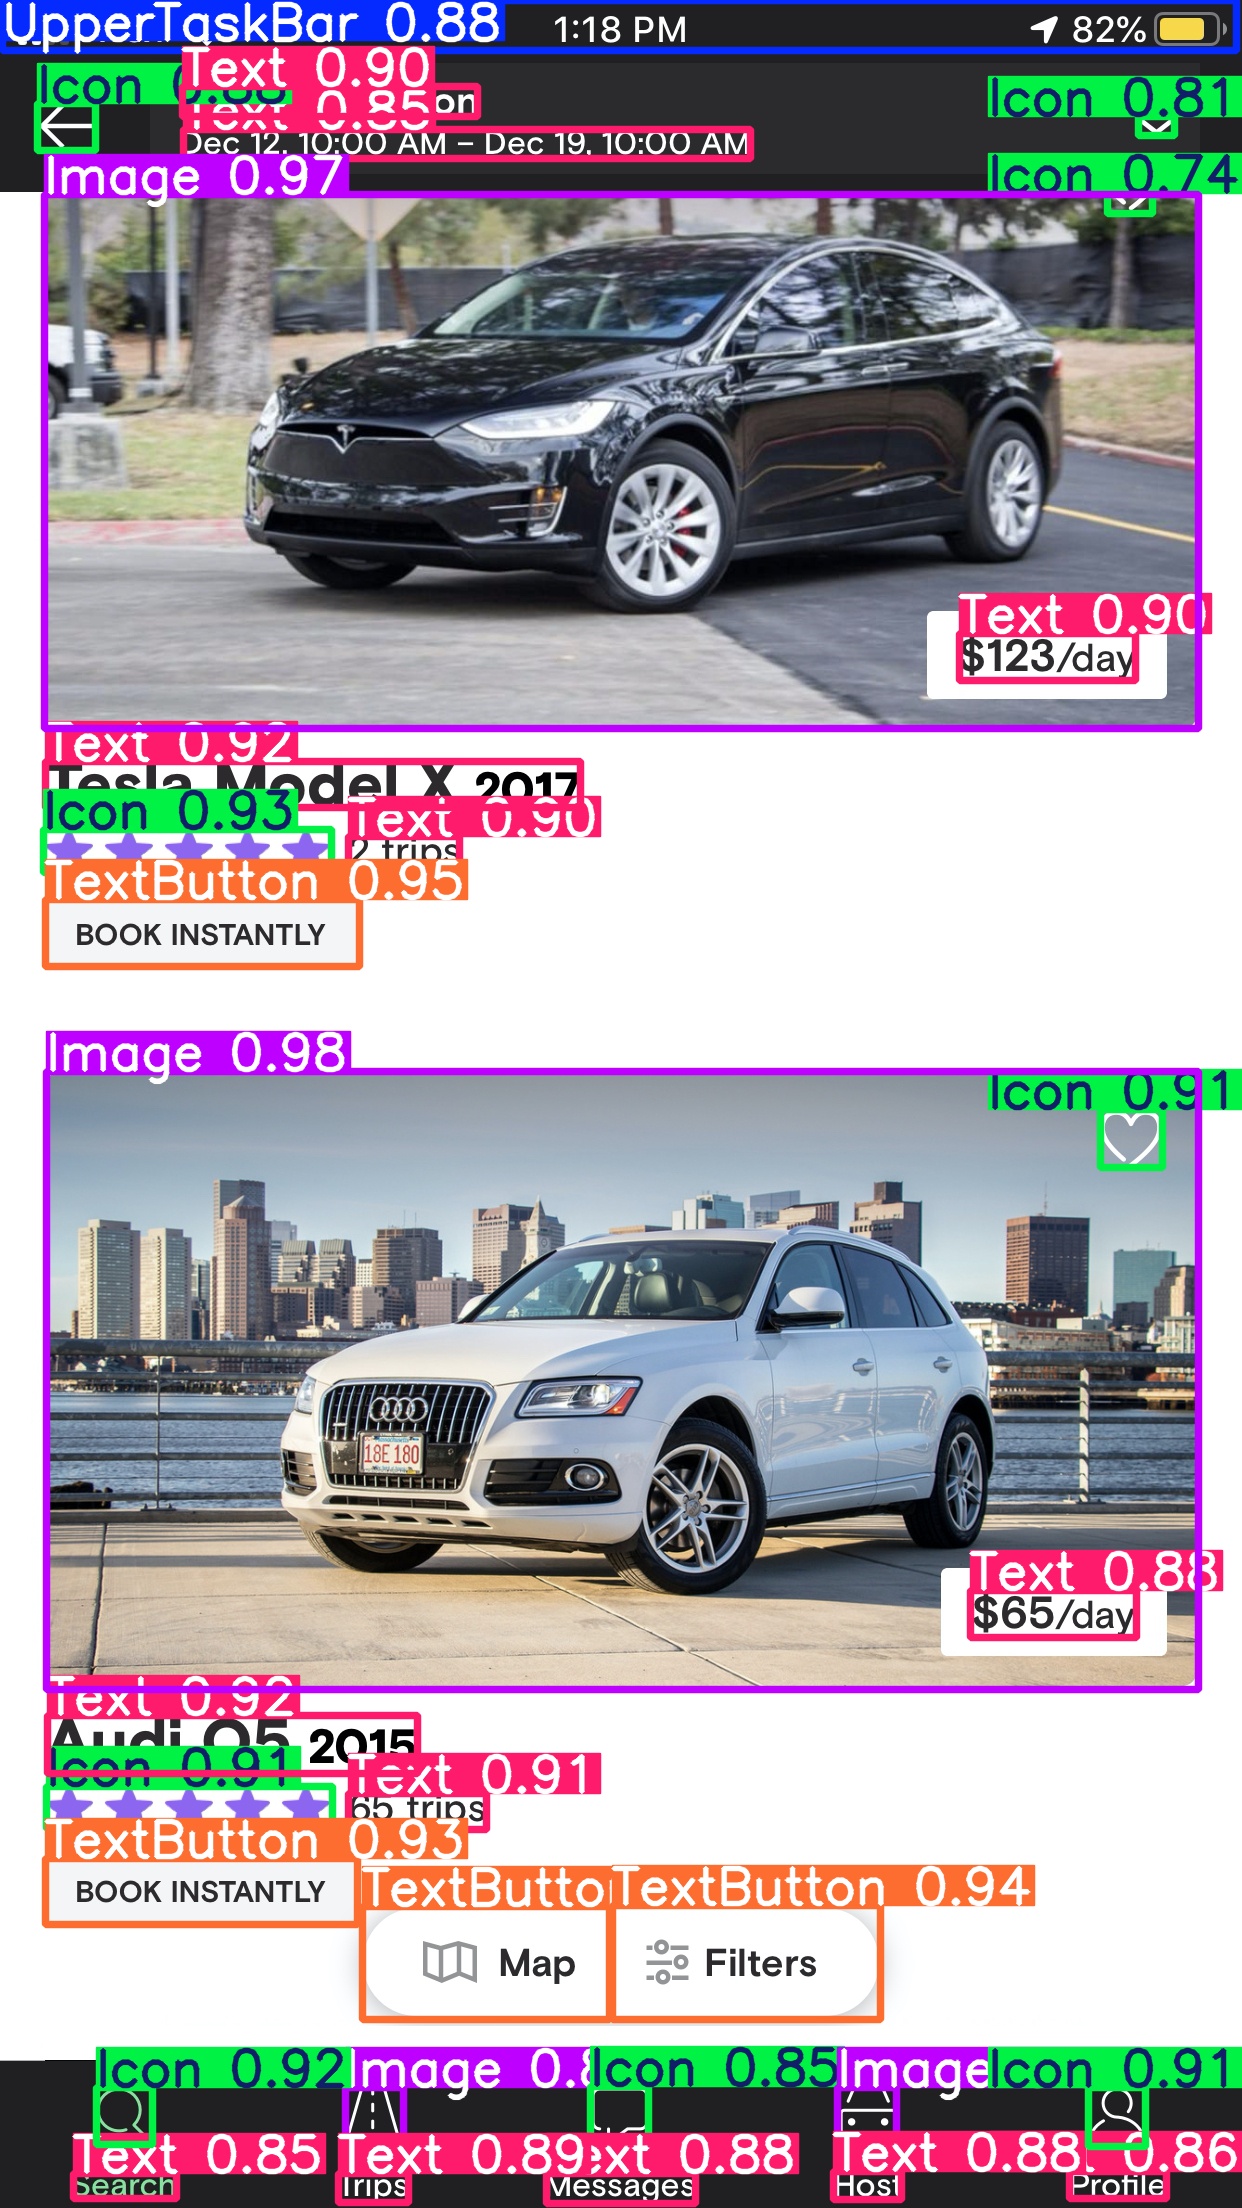 UpperTaskBar 0.88
1:18 PM
82%
Text 0.90
Icon 0.88
Icon 0.81
Text 0.85
on
Dec 12, 10:00 AM – Dec 19, 10:00 AM
Image 0.97
Icon 0.74
Text 0.90
$123/day
Text 0.92
Tesla Model X 2017
Icon 0.93
Text 0.90
2 trips
TextButton 0.95
BOOK INSTANTLY
Image 0.98
Icon 0.91
18E 180
Text 0.88
$65/day
Text 0.92
Audi Q5 2015
Icon 0.91
Text 0.91
65 trips
TextButton 0.93
BOOK INSTANTLY
TextButto
TextButton 0.94
Map
Filters
Icon 0.92
Image 0.8
Icon 0.85
Image
Icon 0.91
Text 0.85
Text 0.89
ext 0.88
Text 0.88
0.86
Search
Trips
Messages
Host
Profile